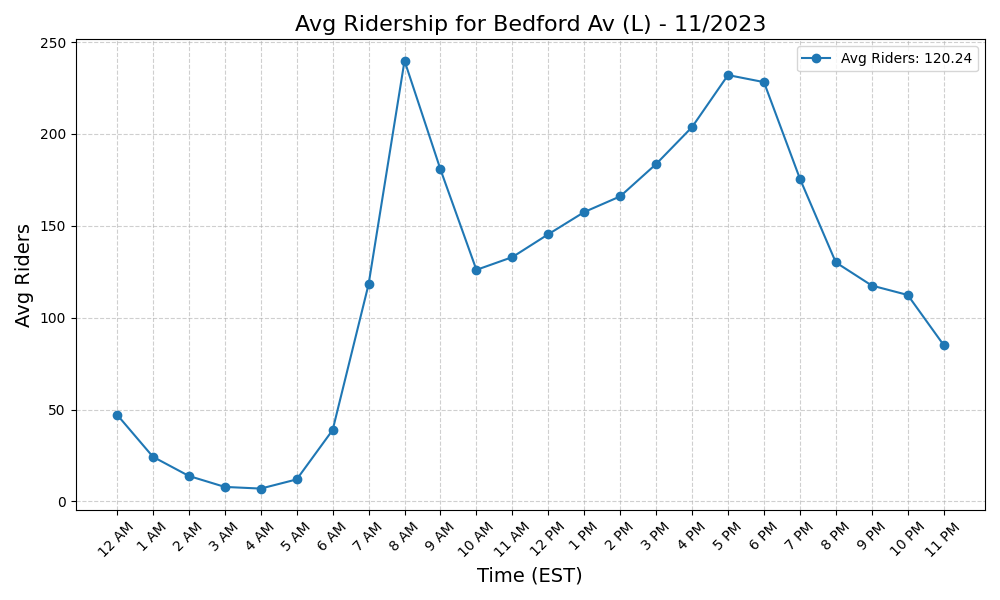 Avg Ridership for Bedford Av (L) - 11/2023
Avg Riders: 120.24
Avg Riders
250
200
150
100
50
0
12 AM
1 AM
2 AM
3 AM
4 AM
5 AM
6 AM
7 AM
8 AM
9 AM
10 AM
11 AM
12 PM
1 PM
2 PM
3 PM
4 PM
5 PM
6 PM
7 PM
8 PM
9 PM
10 PM
11 PM
Time (EST)